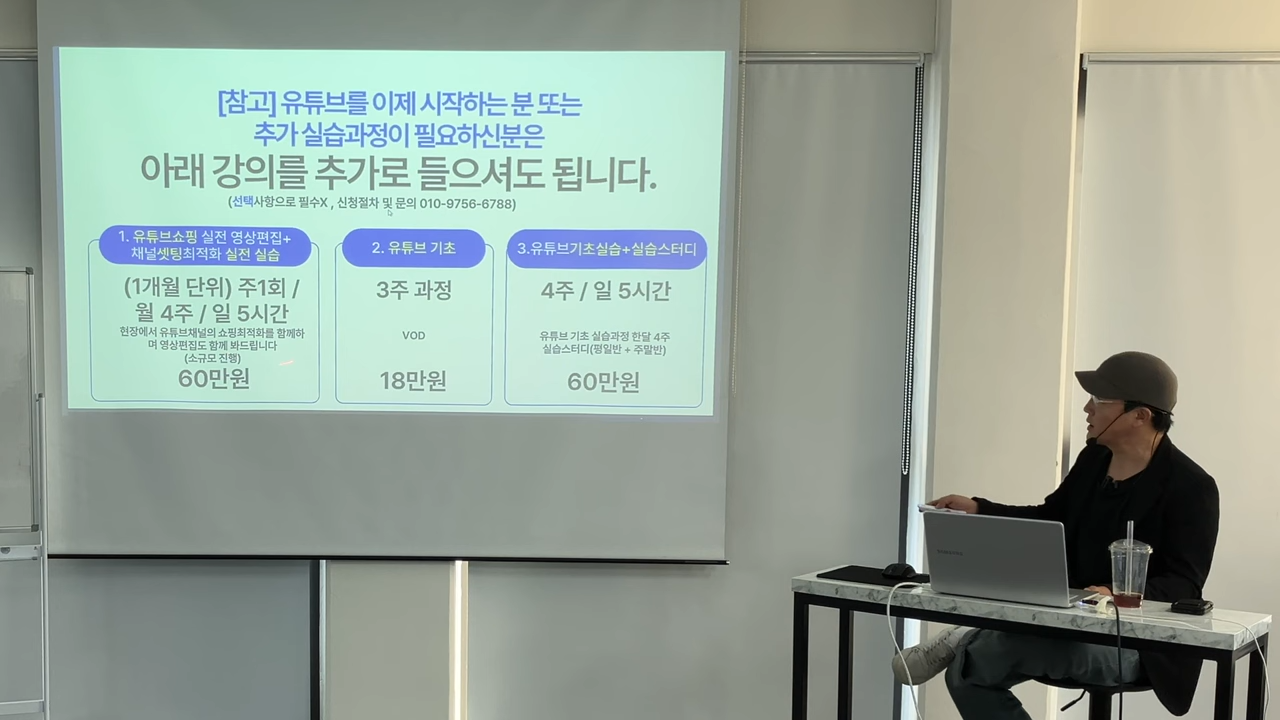 [참고] 유튜브를 이제 시작하는 분 또는
추가 실습과정이 필요하신분은
아래 강의를 추가로 들으셔도 됩니다.
(선택사항으로 필수X , 신청절차 및 문의 010-9756-6788)
1. 유튜브쇼핑 실전 영상편집+
채널셋팅최적화 실전 실습
(1개월 단위) 주1회 /
월 4주 / 일 5시간
현장에서 유튜브채널의 쇼핑최적화를 함께하
며 영상편집도 함께 봐드립니다
(소규모 진행)
60만원
2. 유튜브 기초
3주 과정
VOD
18만원
3.유튜브기초실습+실습스터디
4주 / 일 5시간
유튜브 기초 실습과정 한달 4주
실습스터디(평일반 + 주말반)
60만원
SAMSUNG